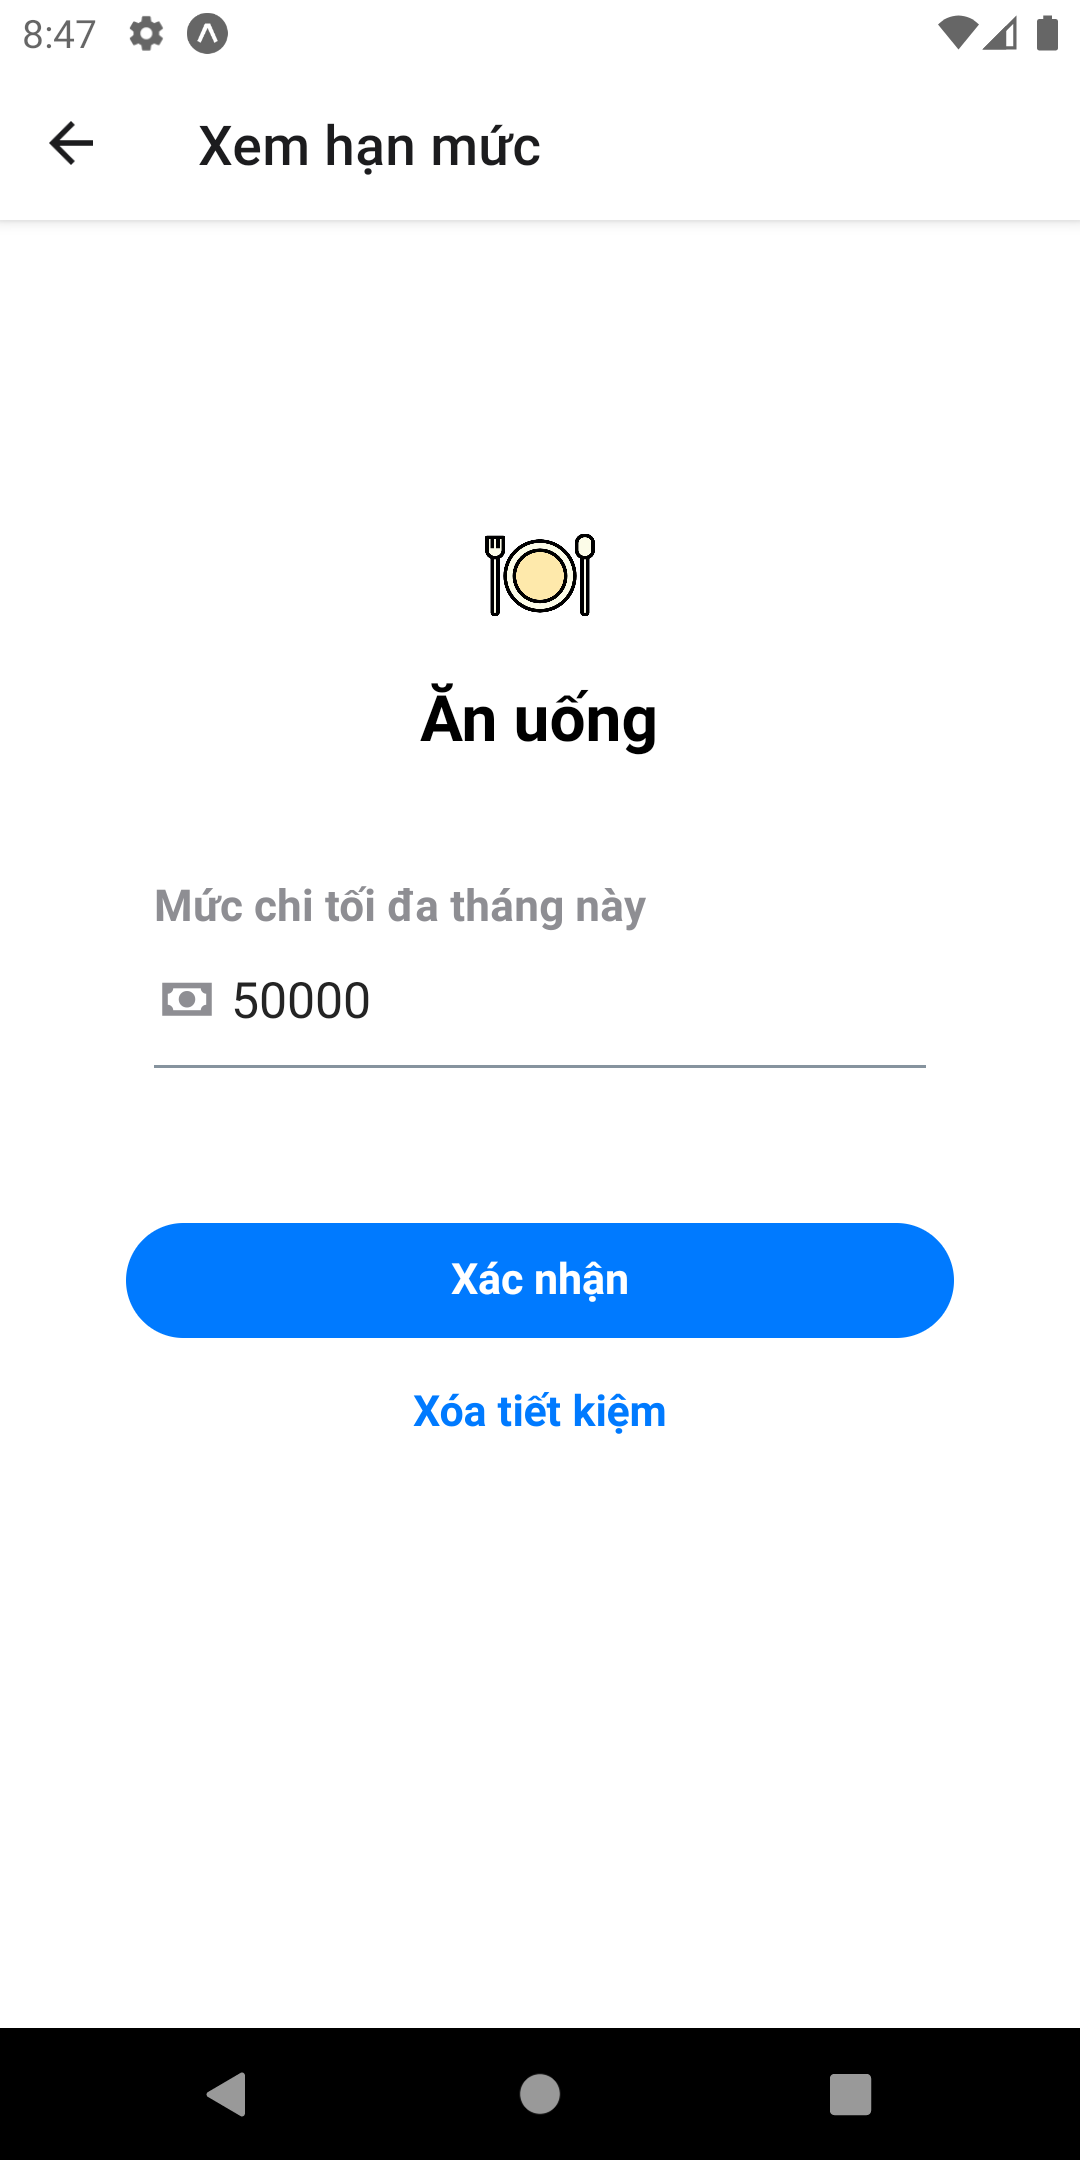 8:47
Xem hạn mức
Ăn uống
Mức chi tối đa tháng này
50000
Xác nhận
Xóa tiết kiệm